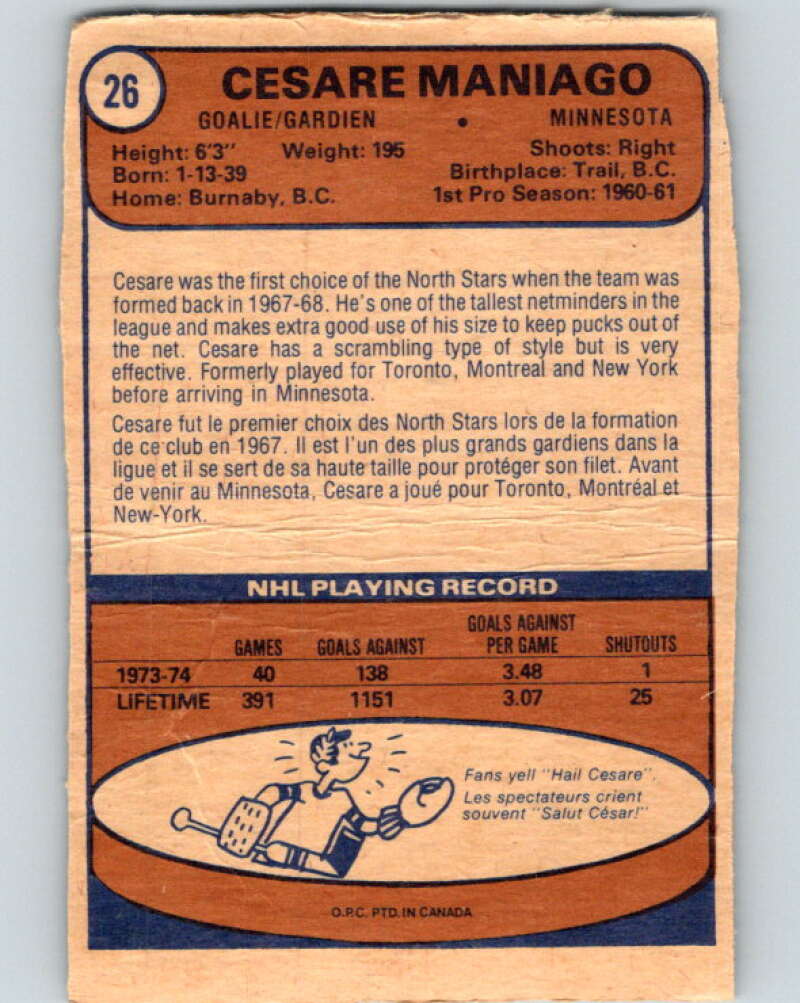 26
CESARE MANIAGO
GOALIE/GARDIEN • MINNESOTA
Height: 6'3" Weight: 195 Shoots: Right
Born: 1-13-39 Birthplace: Trail, B.C.
Home: Burnaby, B.C. 1st Pro Season: 1960-61
Cesare was the first choice of the North Stars when the team was
formed back in 1967-68. He's one of the tallest netminders in the
league and makes extra good use of his size to keep pucks out of
the net. Cesare has a scrambling type of style but is very
effective. Formerly played for Toronto, Montreal and New York
before arriving in Minnesota.
Cesare fut le premier choix des North Stars lors de la formation
de ce club en 1967. Il est l'un des plus grands gardiens dans la
ligue et il se sert de sa haute taille pour protéger son filet. Avant
de venir au Minnesota, Cesare a joué pour Toronto, Montréal et
New-York.
NHL PLAYING RECORD
GAMES GOALS AGAINST GOALS AGAINST PER GAME SHUTOUTS
1973-74 40 138 3.48 1
LIFETIME 391 1151 3.07 25
Fans yell "Hail Cesare".
Les spectateurs crient
souvent "Salut César!"
O.P.C. PTD. IN CANADA